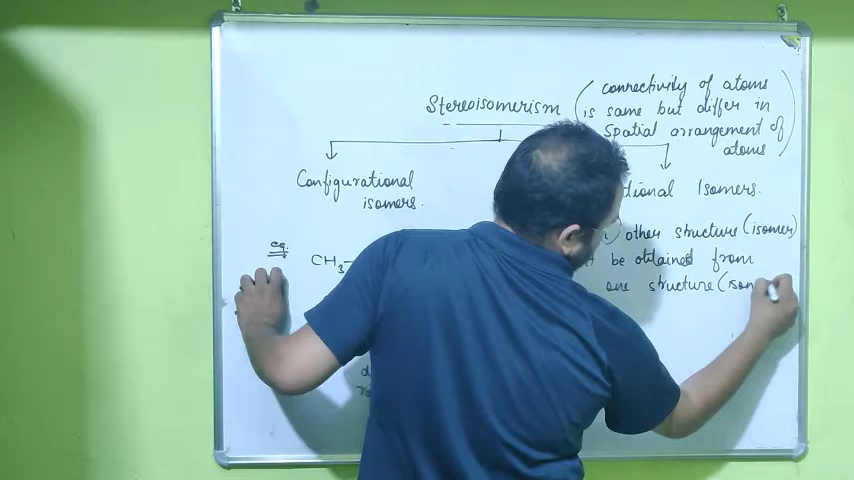 Stereoisomerism
(connectivity of atoms
is same but differ in
spatial arrangement of
atoms)
Configurational
isomers.
tional Isomers.
eg.
CH3-
other structure (isomer)
be obtained from
one structure (isom